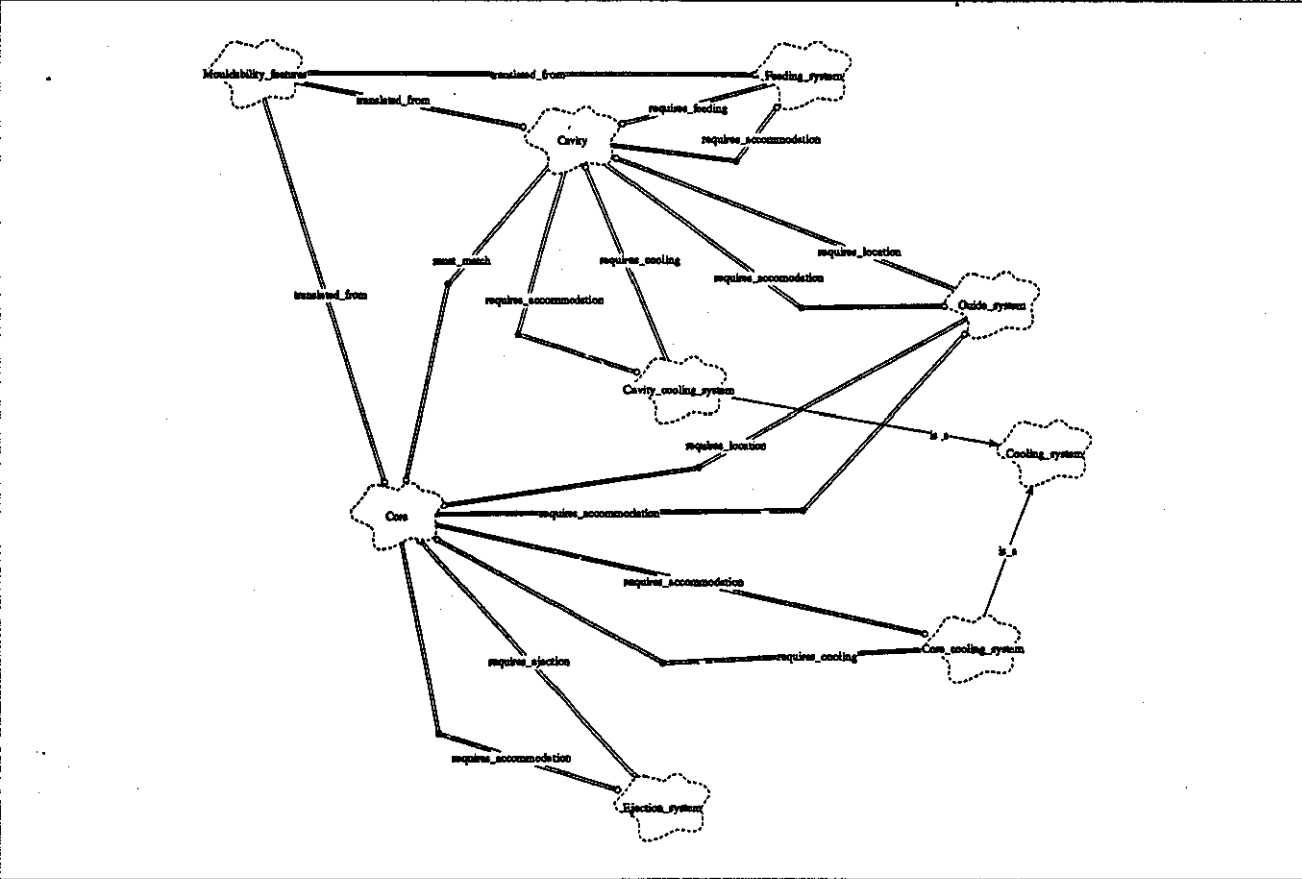 Mouldability_features
translated_from
Feeding_system
translated_from
requires_feeding
Cavity
requires_accommodation
requires_location
must_match
requires_cooling
requires_accomodation
translated_from
requires_accommodation
Guide_system
Cavity_cooling_system
is_a
requires_location
Cooling_system
Core
requires_accommodation
is_a
requires_accommodation
requires_ejection
requires_cooling
Core_cooling_system
requires_accommodation
Ejection_system